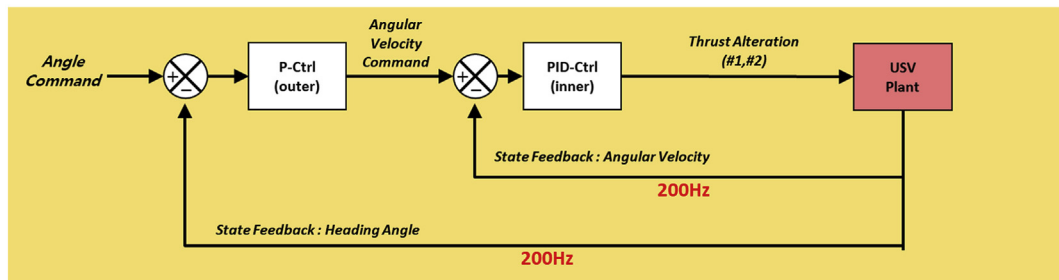 Angle
Command
+
−
P-Ctrl
(outer)
Angular
Velocity
Command
+
−
PID-Ctrl
(inner)
Thrust Alteration
(#1,#2)
USV
Plant
State Feedback : Angular Velocity
200Hz
State Feedback : Heading Angle
200Hz